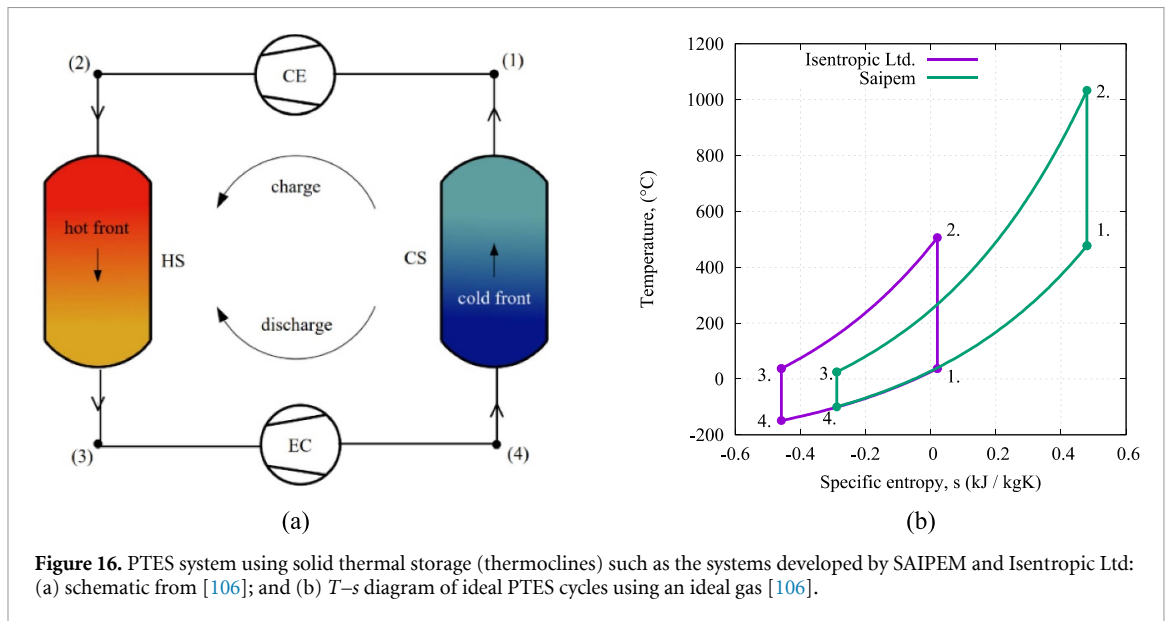 (2)
CE
(1)
charge
hot front
HS
CS
cold front
discharge
(3)
EC
(4)
(a)
1200
1000
800
600
400
200
0
-200
Temperature, (°C)
Isentropic Ltd.
Saipem
2.
2.
1.
3.
3.
1.
4.
4.
-0.6
-0.4
-0.2
0
0.2
0.4
0.6
Specific entropy, s (kJ / kgK)
(b)
Figure 16. PTES system using solid thermal storage (thermoclines) such as the systems developed by SAIPEM and Isentropic Ltd:
(a) schematic from [106]; and (b) T–s diagram of ideal PTES cycles using an ideal gas [106].